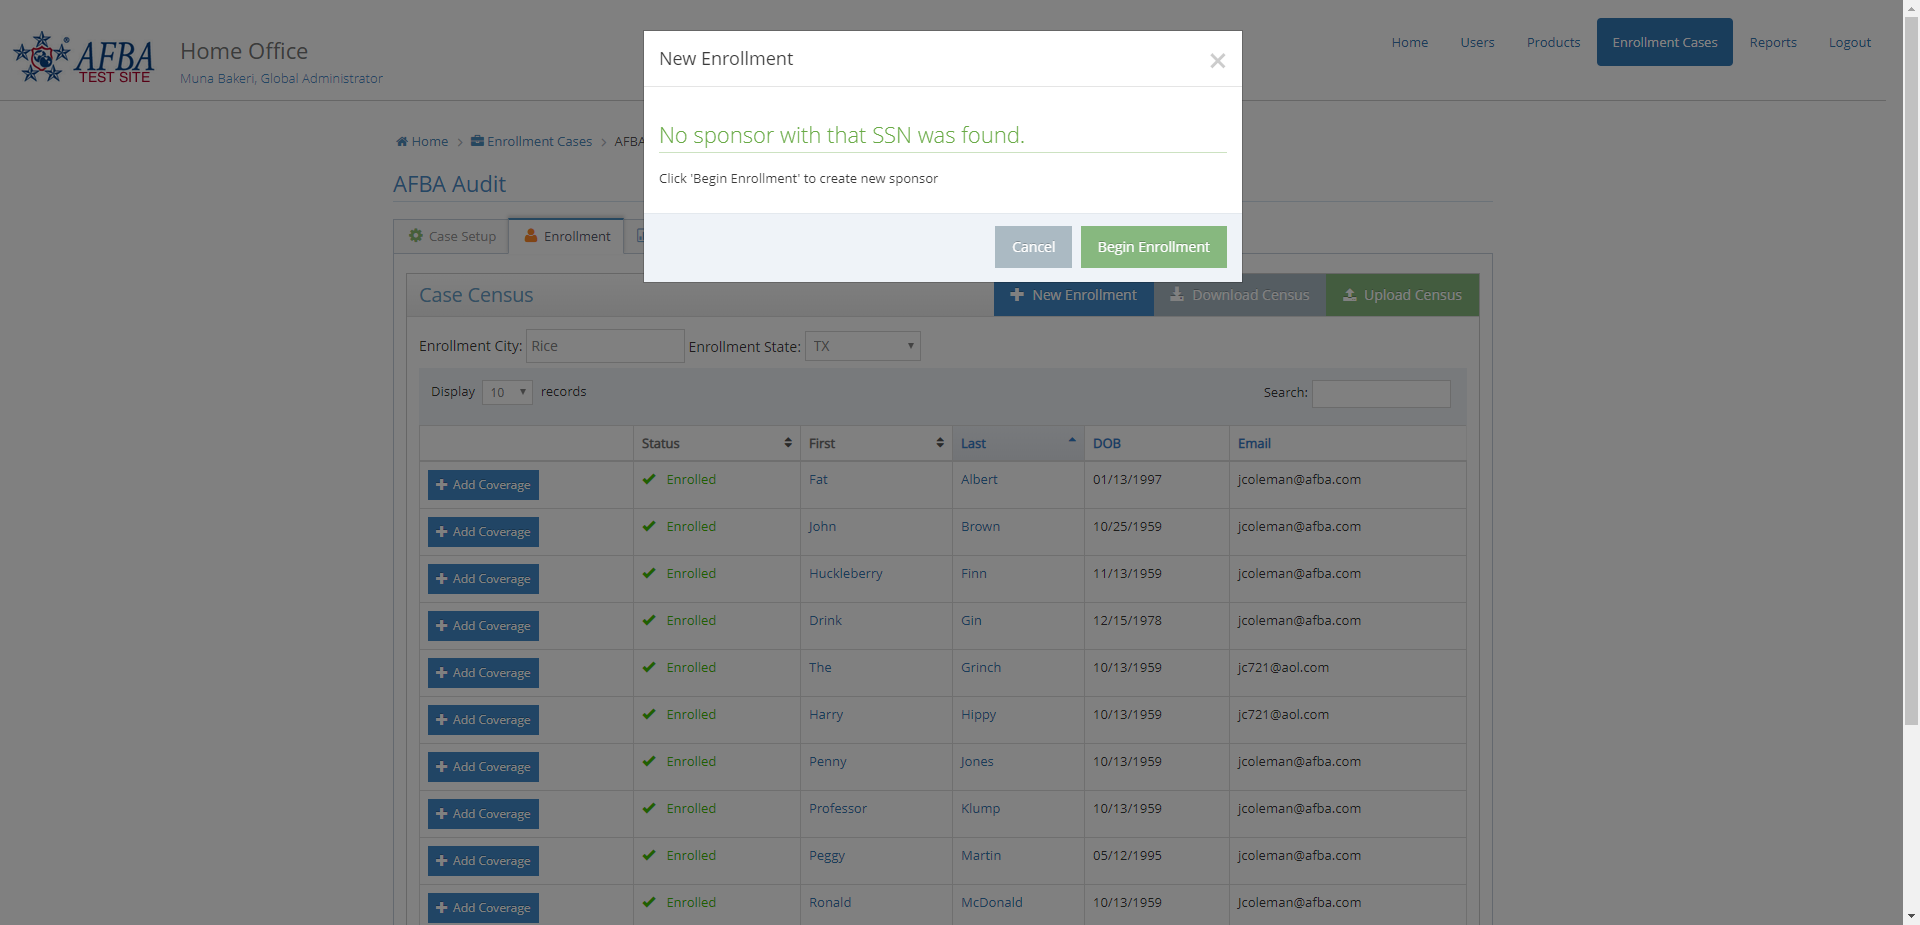 AFBA
TEST SITE
Home Office
Muna Bakeri, Global Administrator
Home
Users
Products
Enrollment Cases
Reports
Logout
New Enrollment
×
No sponsor with that SSN was found.
Click 'Begin Enrollment' to create new sponsor
Cancel
Begin Enrollment
Home > Enrollment Cases > AFBA
AFBA Audit
Case Setup
Enrollment
Case Census
New Enrollment
Download Census
Upload Census
Enrollment City: Rice Enrollment State: TX
Display 10 records
Search:
Status First Last DOB Email
Add Coverage Enrolled Fat Albert 01/13/1997 jcoleman@afba.com
Add Coverage Enrolled John Brown 10/25/1959 jcoleman@afba.com
Add Coverage Enrolled Huckleberry Finn 11/13/1959 jcoleman@afba.com
Add Coverage Enrolled Drink Gin 12/15/1978 jcoleman@afba.com
Add Coverage Enrolled The Grinch 10/13/1959 jc721@aol.com
Add Coverage Enrolled Harry Hippy 10/13/1959 jc721@aol.com
Add Coverage Enrolled Penny Jones 10/13/1959 jcoleman@afba.com
Add Coverage Enrolled Professor Klump 10/13/1959 jcoleman@afba.com
Add Coverage Enrolled Peggy Martin 05/12/1995 jcoleman@afba.com
Add Coverage Enrolled Ronald McDonald 10/13/1959 Jcoleman@afba.com